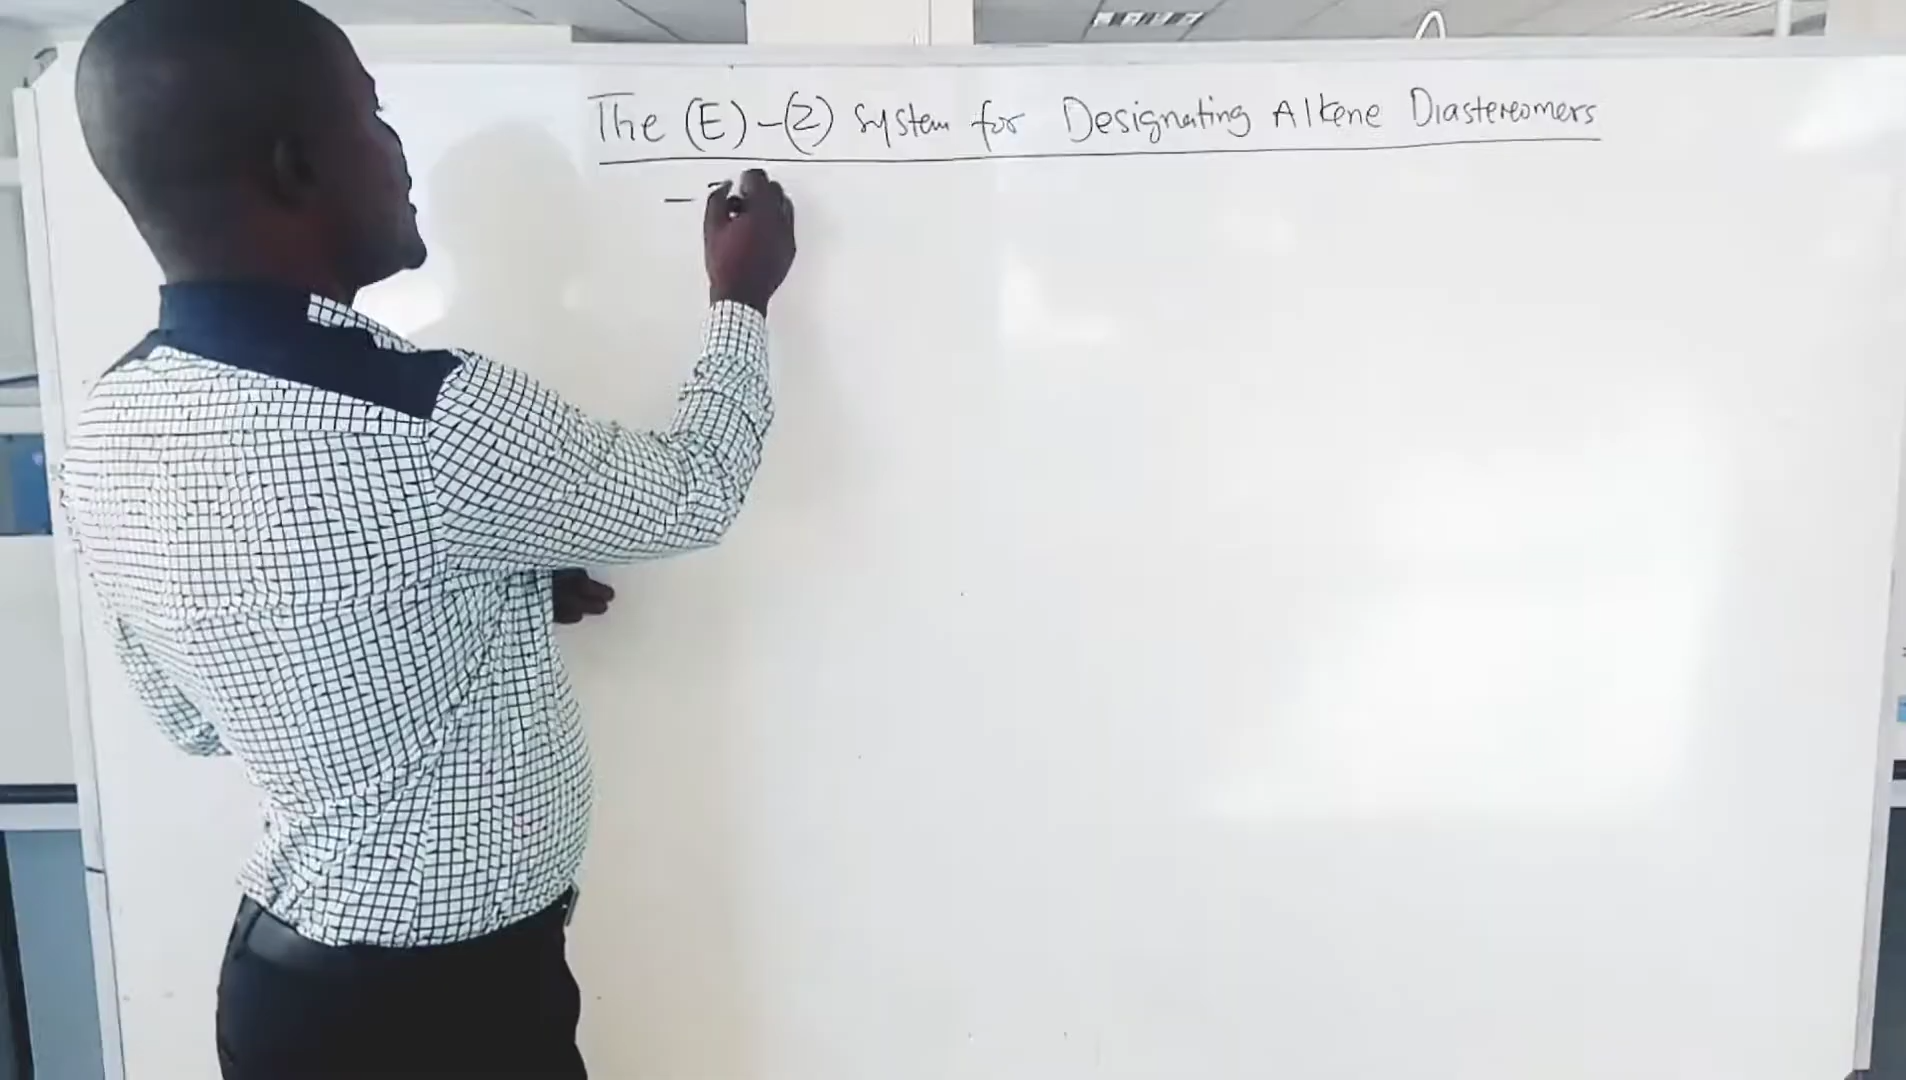 The (E)-(Z) system for Designating Alkene Diastereomers
-